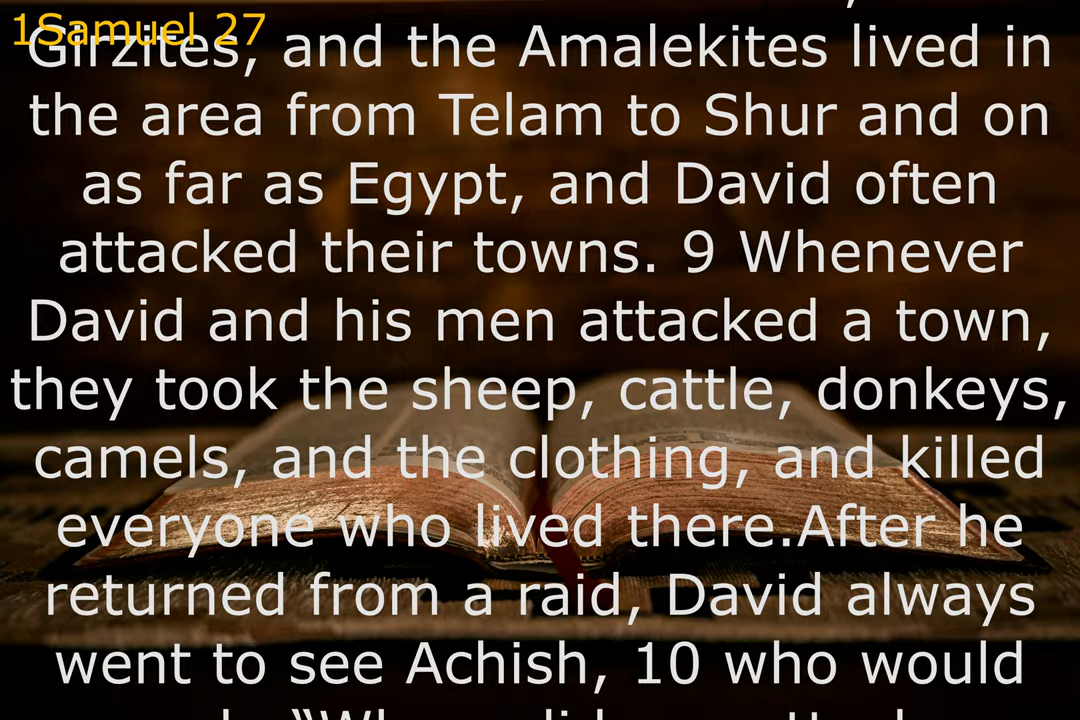 1Samuel 27
Girzites, and the Amalekites lived in
the area from Telam to Shur and on
as far as Egypt, and David often
attacked their towns. 9 Whenever
David and his men attacked a town,
they took the sheep, cattle, donkeys,
camels, and the clothing, and killed
everyone who lived there.After he
returned from a raid, David always
went to see Achish, 10 who would